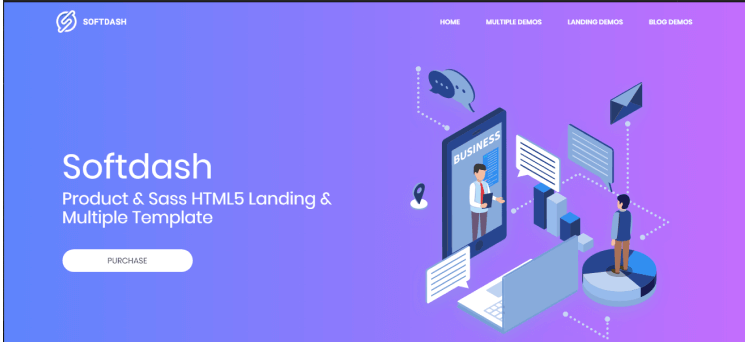 SOFTDASH
HOME MULTIPLE DEMOS LANDING DEMOS BLOG DEMOS
BUSINESS
Softdash
Product & Sass HTML5 Landing &
Multiple Template
PURCHASE